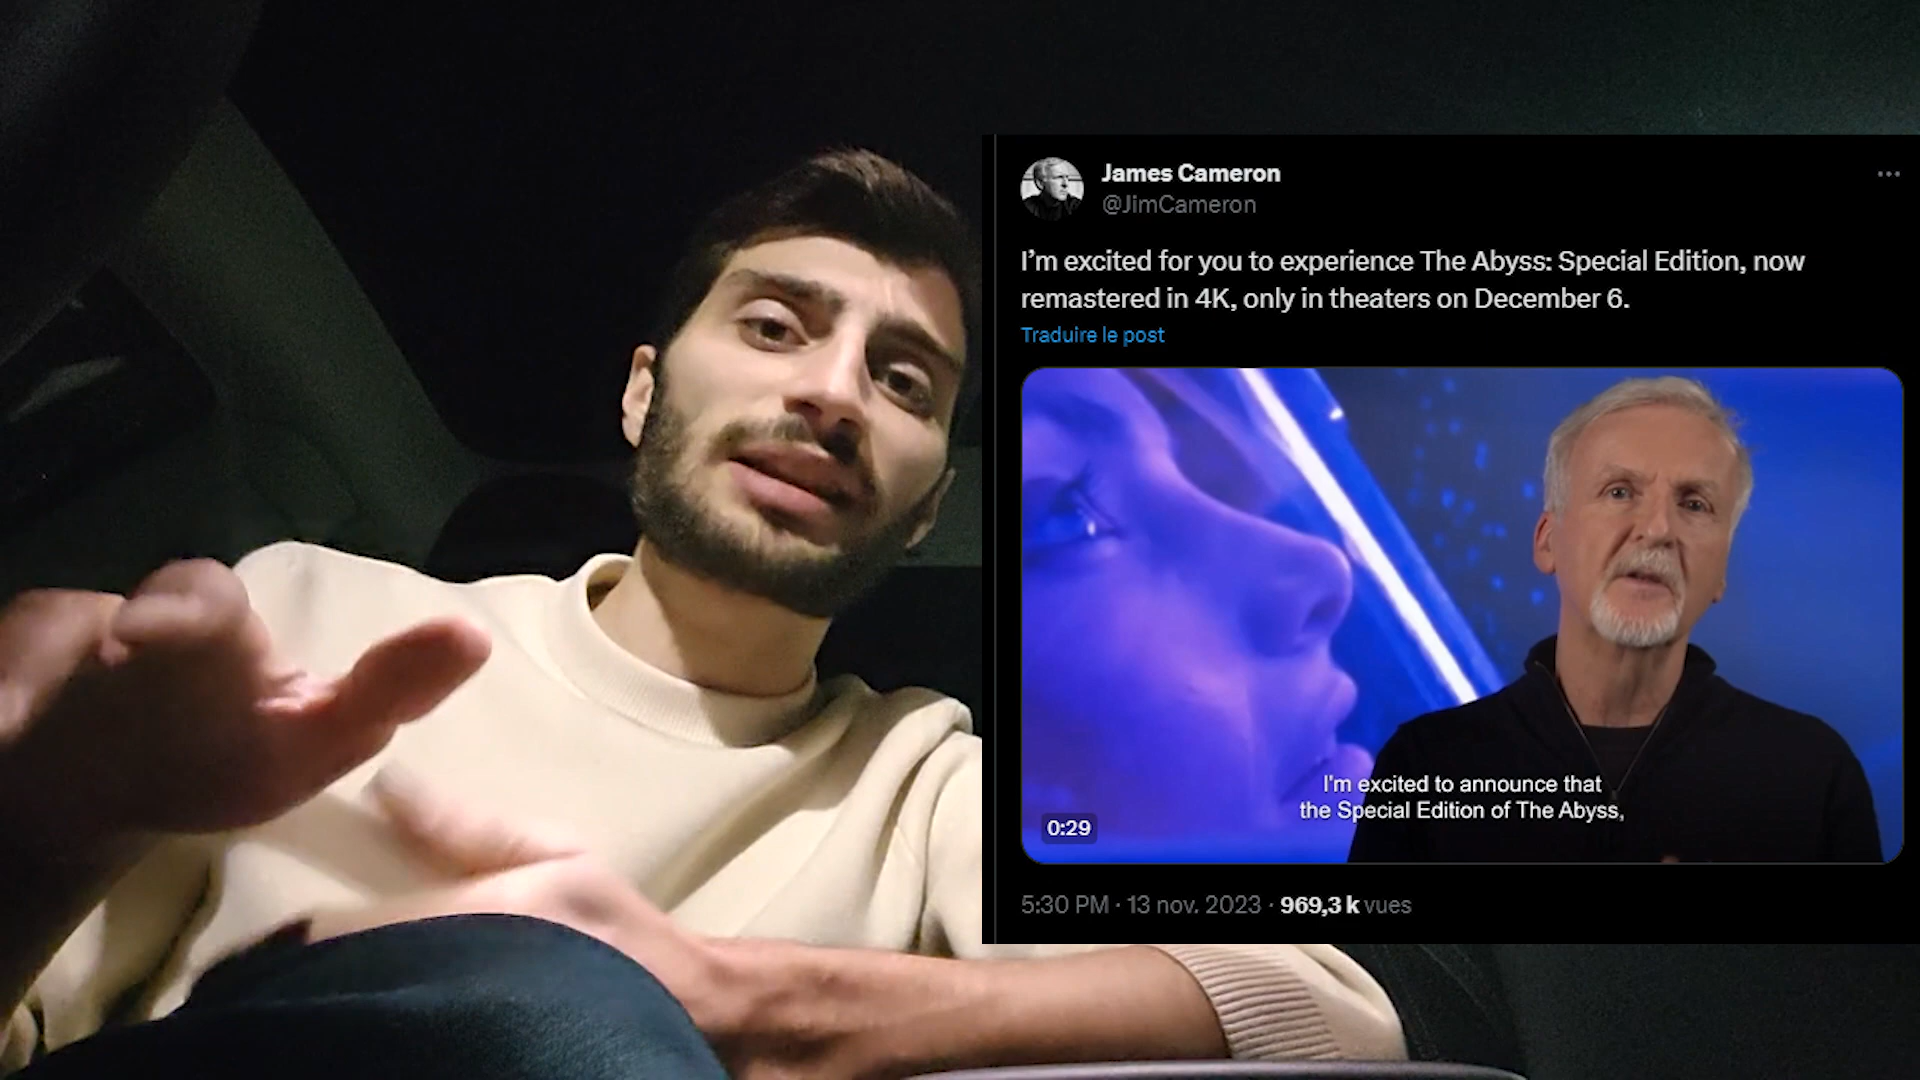 James Cameron
@JimCameron
I’m excited for you to experience The Abyss: Special Edition, now
remastered in 4K, only in theaters on December 6.
Traduire le post
I'm excited to announce that
the Special Edition of The Abyss,
0:29
5:30 PM · 13 nov. 2023 · 969,3 k vues